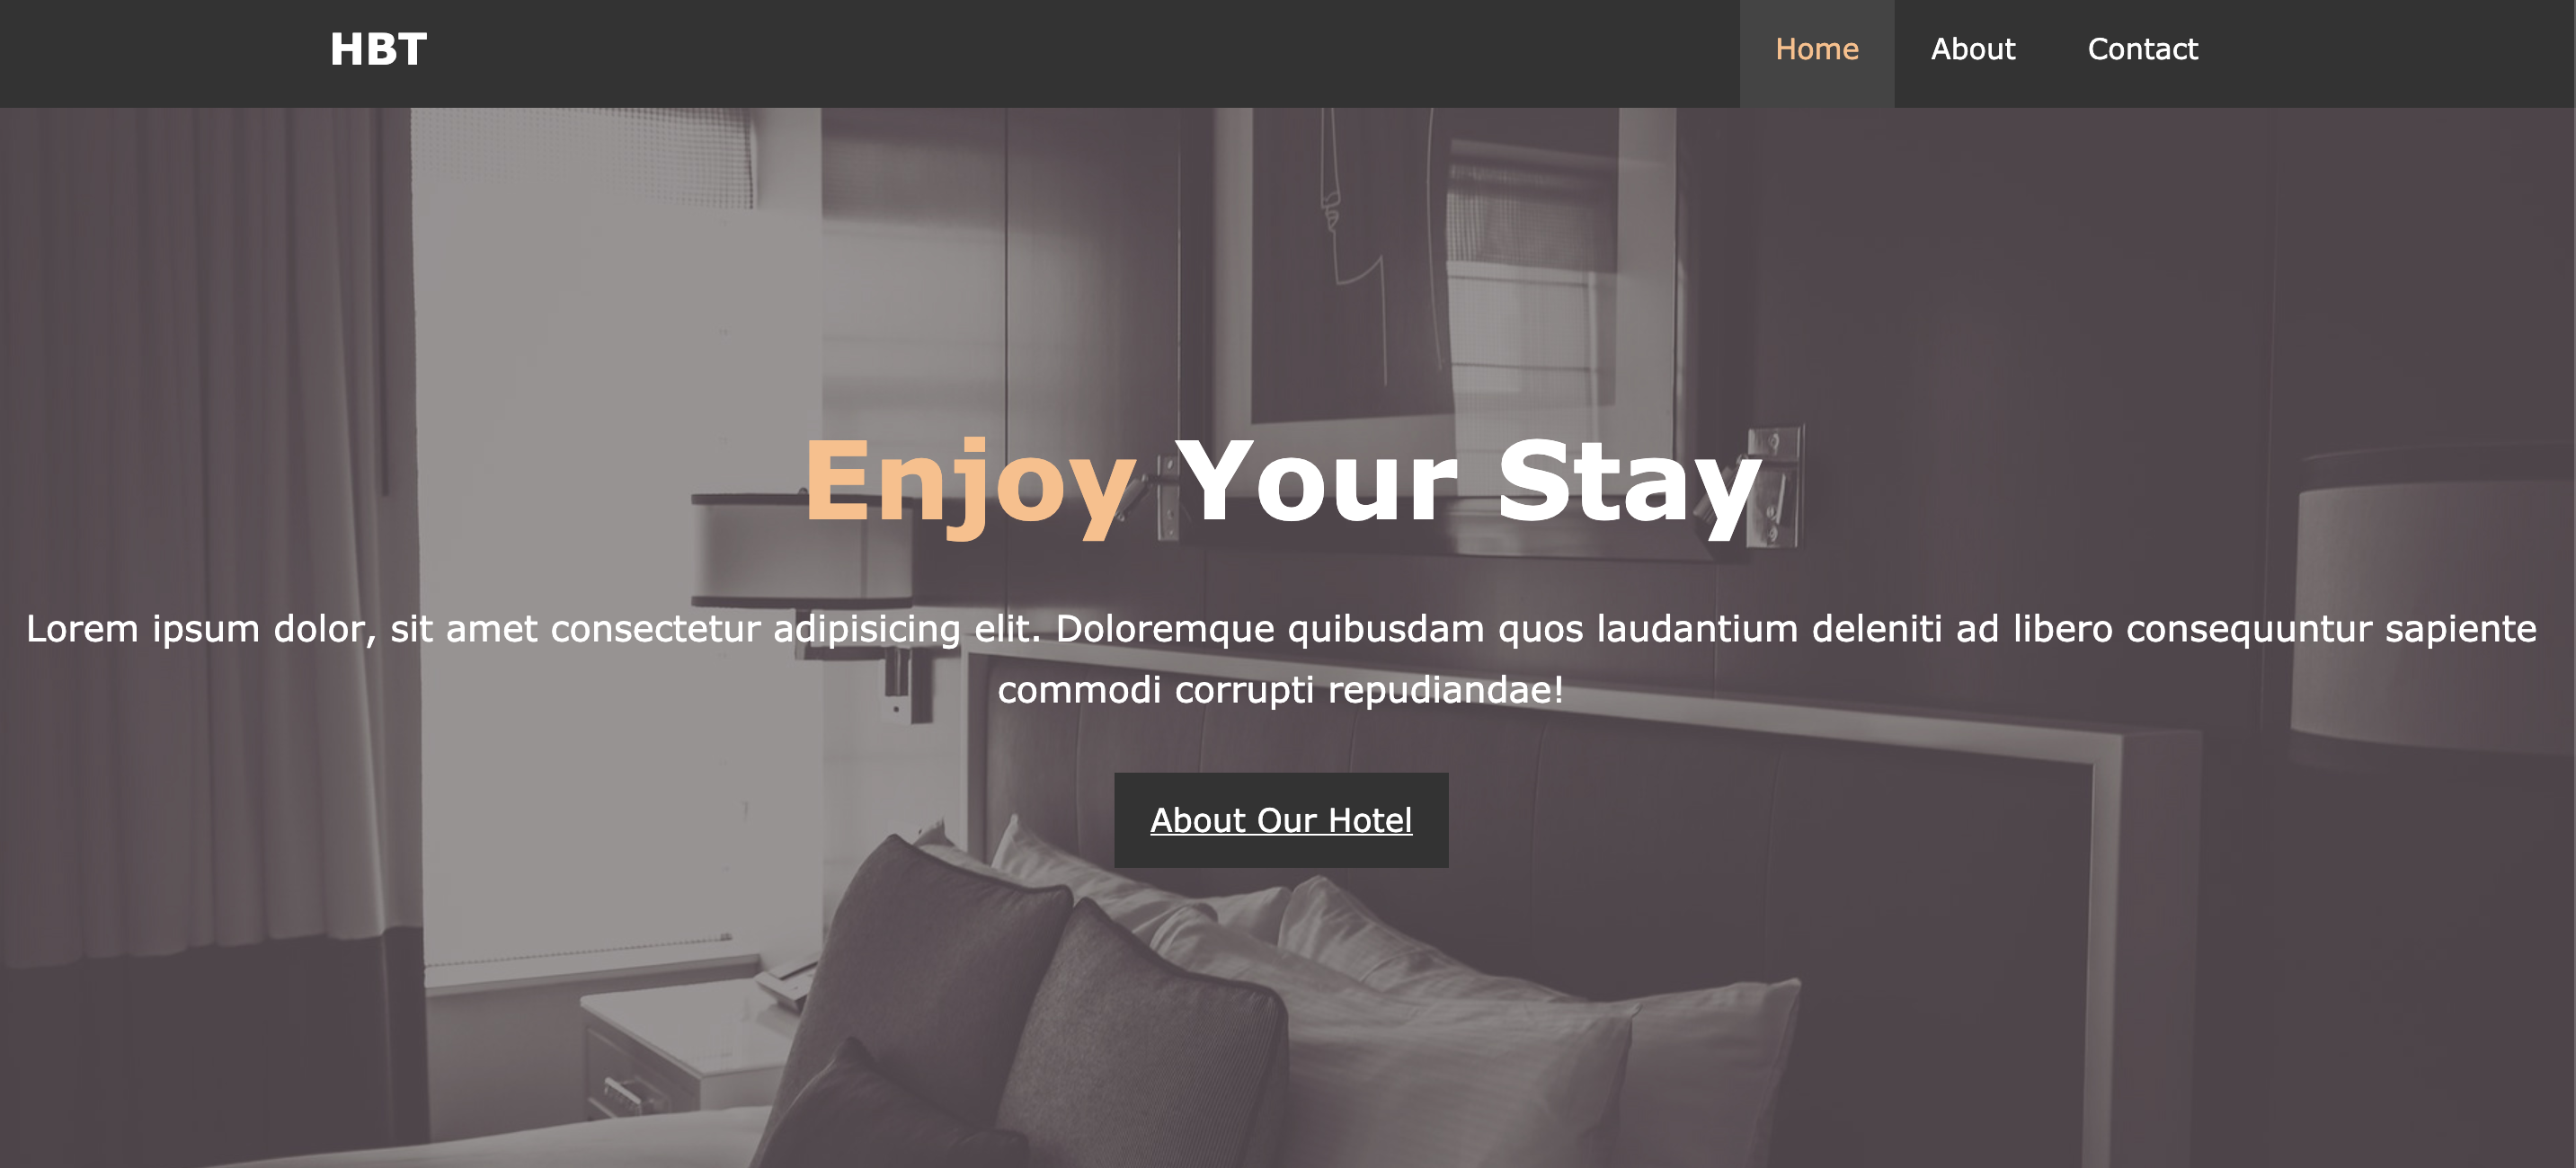 HBT
Home
About
Contact
Enjoy Your Stay
Lorem ipsum dolor, sit amet consectetur adipisicing elit. Doloremque quibusdam quos laudantium deleniti ad libero consequuntur sapiente
commodi corrupti repudiandae!
About Our Hotel